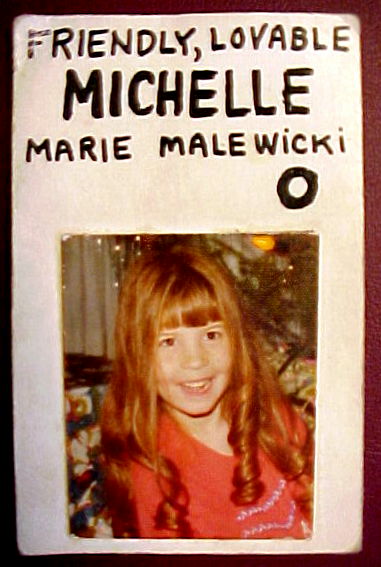 FRIENDLY, LOVABLE
MICHELLE
MARIE MALEWicKi
O